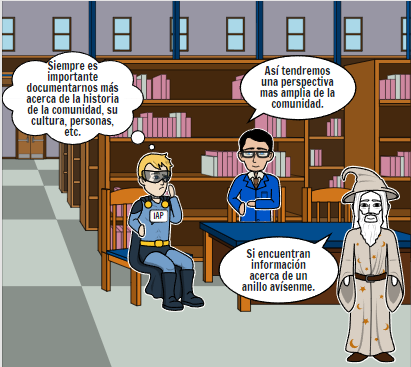 Siempre es
importante
documentarnos más
acerca de la historia
de la comunidad, su
cultura, personas,
etc.
Así tendremos
una perspectiva
mas amplia de la
comunidad.
IAP
Si encuentran
información
acerca de un
anillo avísenme.